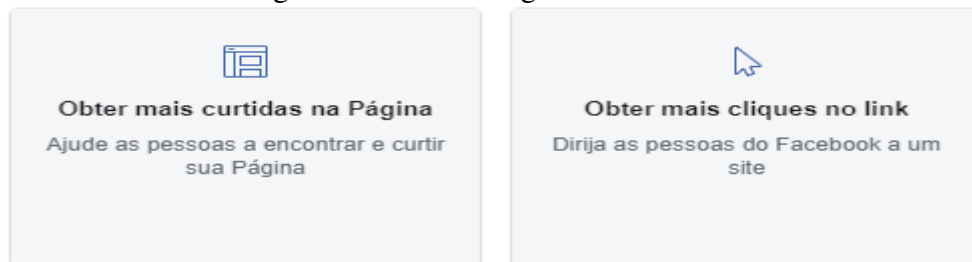 Obter mais curtidas na Página
Ajude as pessoas a encontrar e curtir
sua Página
Obter mais cliques no link
Dirija as pessoas do Facebook a um
site